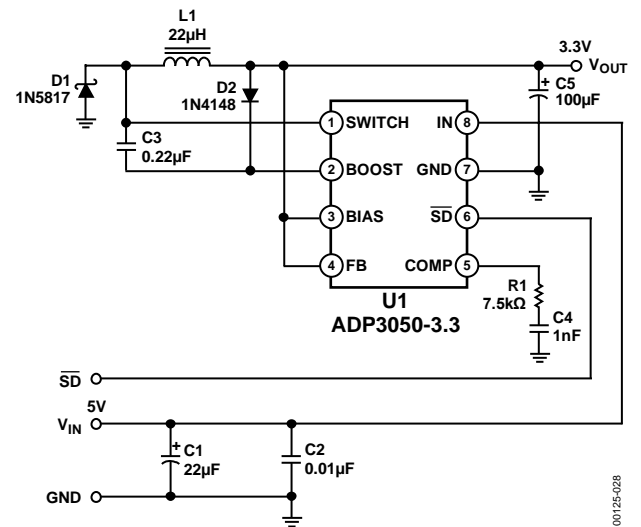 L1
22µH
3.3V
VOUT
D1
1N5817
D2
1N4148
C5
+
100µF
C3
0.22µF
1 SWITCH IN 8
2 BOOST GND 7
3 BIAS SD 6
4 FB COMP 5
U1
ADP3050-3.3
R1
7.5kΩ
C4
1nF
SD
5V
VIN
+
C1
22µF
C2
0.01µF
GND
00125-028